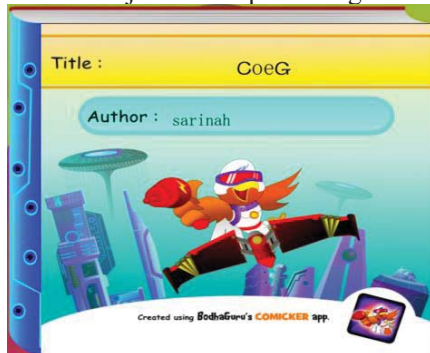 Title : CoeG
Author : sarinah
Created using BodhaGuru's COMICKER app.